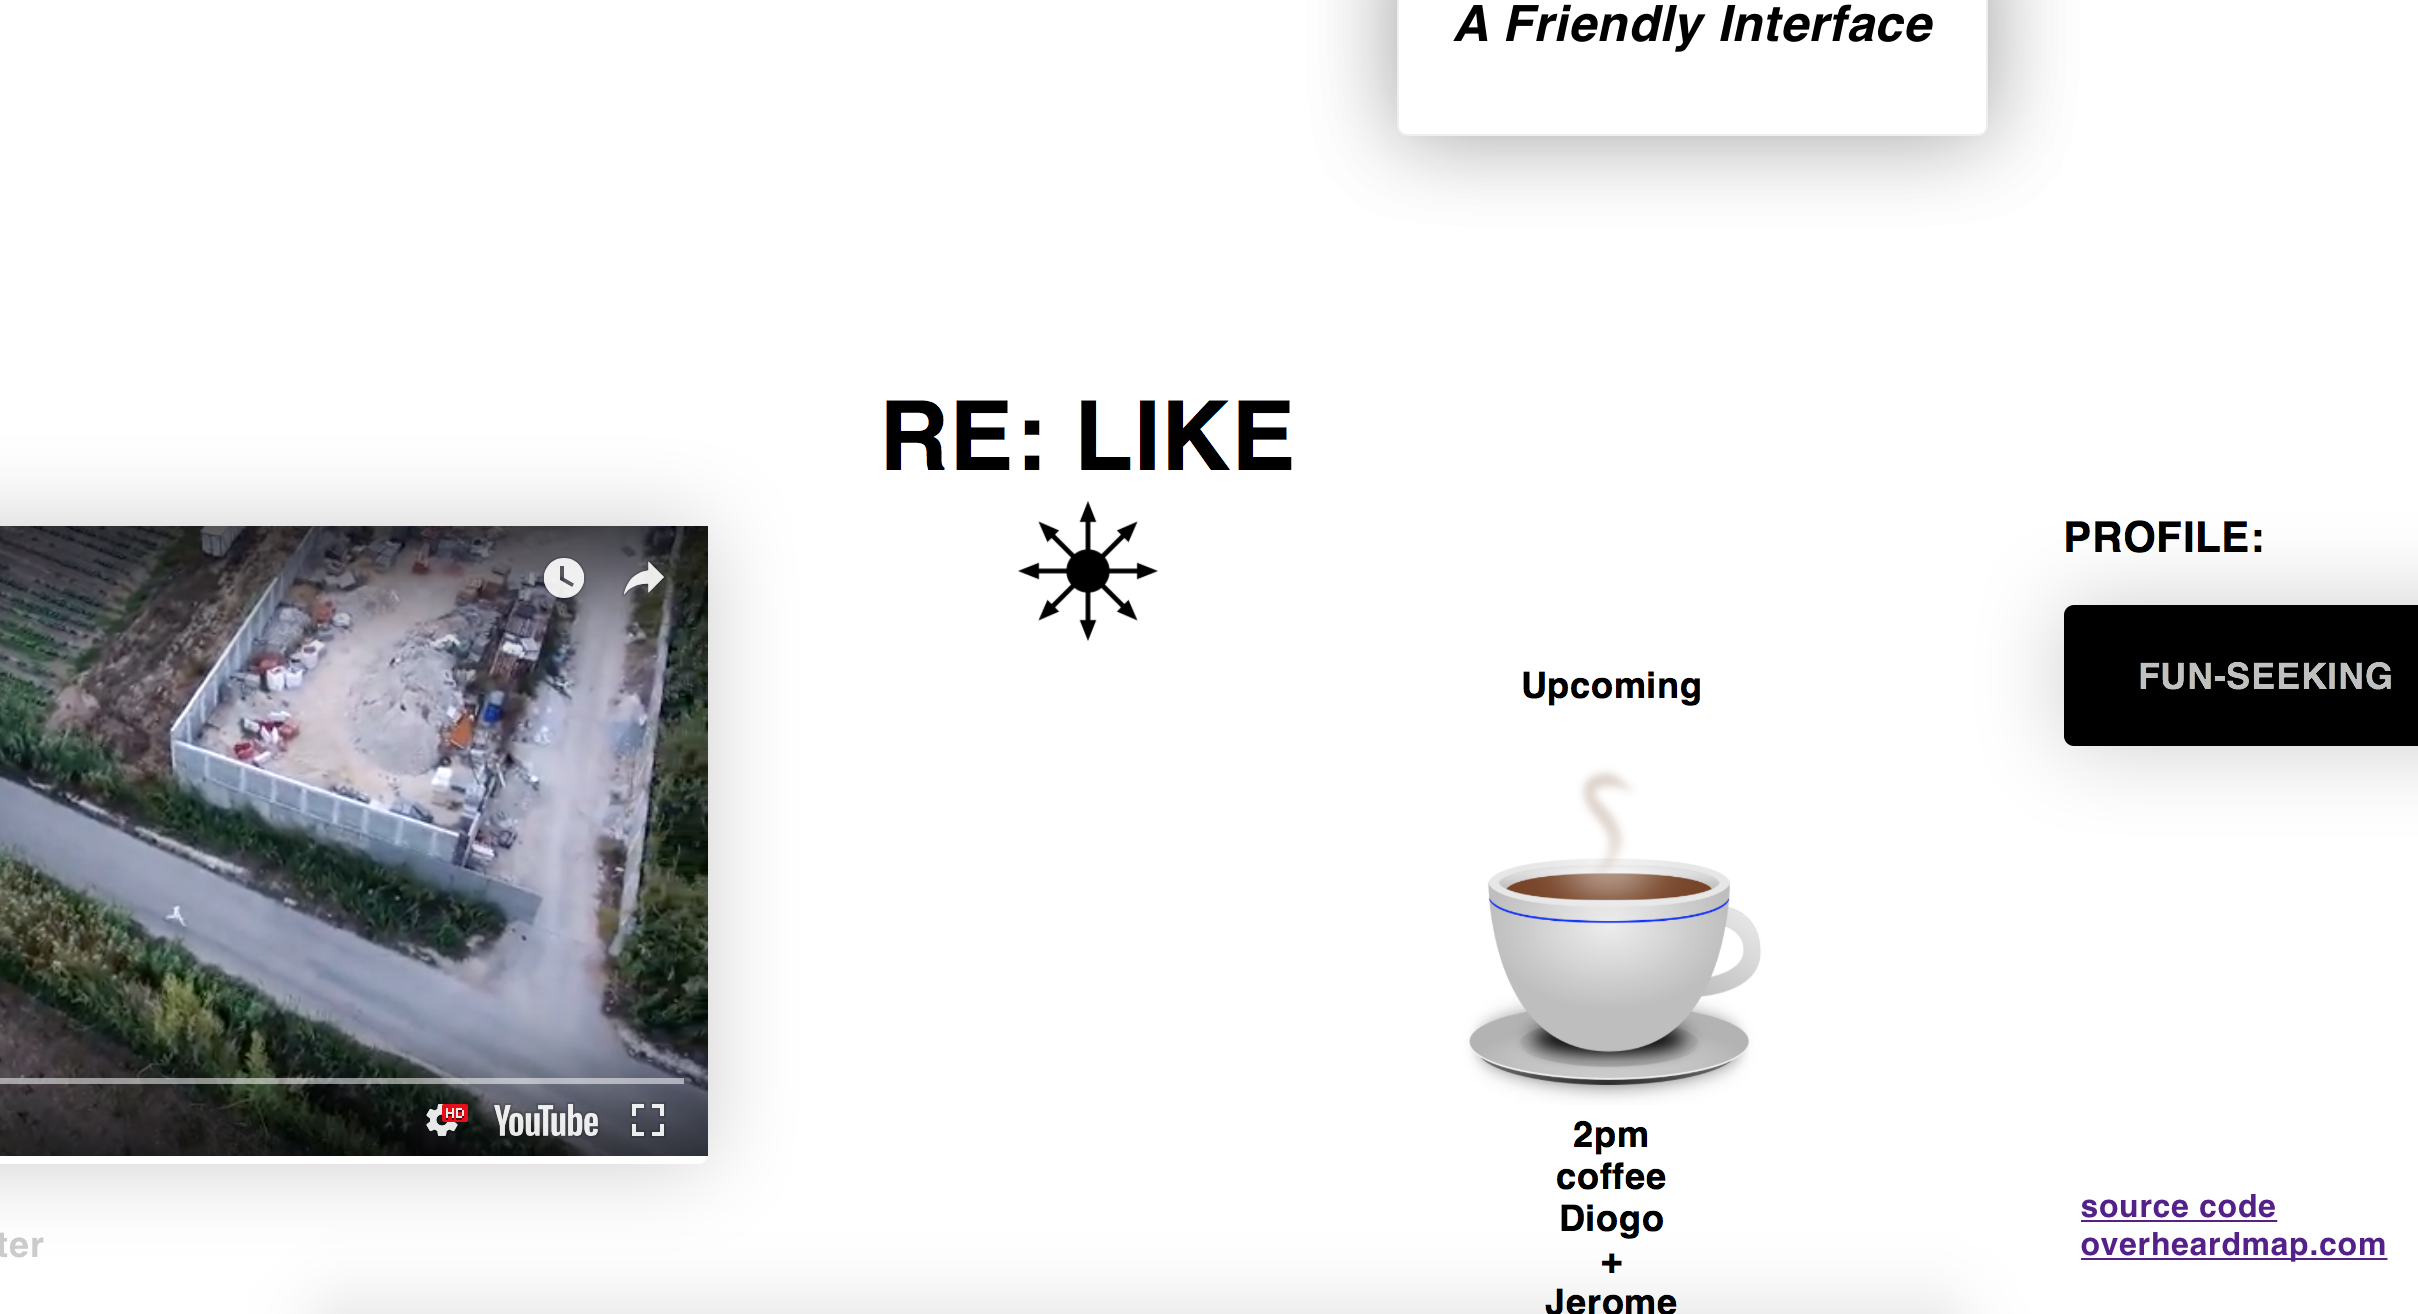 A Friendly Interface
RE: LIKE
PROFILE:
FUN-SEEKING
Upcoming
HD
YouTube
2pm
coffee
Diogo
+
Jerome
source code
overheardmap.com
ter